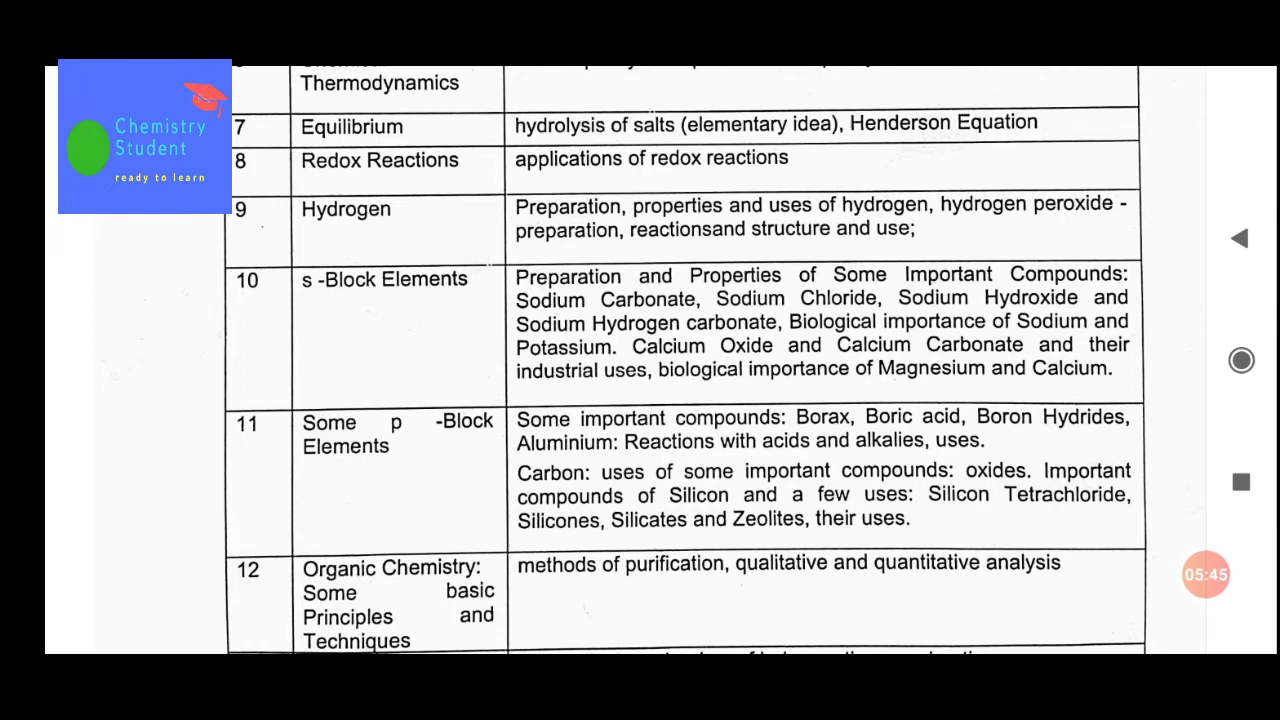 Chemistry
Student
ready to learn
Thermodynamics
7 Equilibrium hydrolysis of salts (elementary idea), Henderson Equation
8 Redox Reactions applications of redox reactions
9 Hydrogen Preparation, properties and uses of hydrogen, hydrogen peroxide -
preparation, reactionsand structure and use;
10 s -Block Elements Preparation and Properties of Some Important Compounds:
Sodium Carbonate, Sodium Chloride, Sodium Hydroxide and
Sodium Hydrogen carbonate, Biological importance of Sodium and
Potassium. Calcium Oxide and Calcium Carbonate and their
industrial uses, biological importance of Magnesium and Calcium.
11 Some p -Block Some important compounds: Borax, Boric acid, Boron Hydrides,
Elements Aluminium: Reactions with acids and alkalies, uses.
Carbon: uses of some important compounds: oxides. Important
compounds of Silicon and a few uses: Silicon Tetrachloride,
Silicones, Silicates and Zeolites, their uses.
12 Organic Chemistry: methods of purification, qualitative and quantitative analysis
Some basic
Principles and
Techniques
05:45